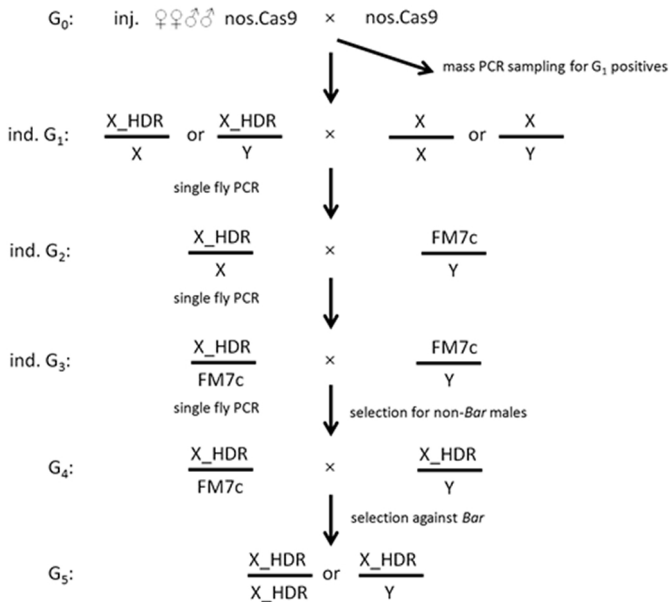 G₀: inj. ♀♀♂♂ nos.Cas9 × nos.Cas9
mass PCR sampling for G₁ positives
ind. G₁: X_HDR/X or X_HDR/Y × X/X or X/Y
single fly PCR
ind. G₂: X_HDR/X × FM7c/Y
single fly PCR
ind. G₃: X_HDR/FM7c × FM7c/Y
single fly PCR
selection for non-Bar males
G₄: X_HDR/FM7c × X_HDR/Y
selection against Bar
G₅: X_HDR/X_HDR or X_HDR/Y